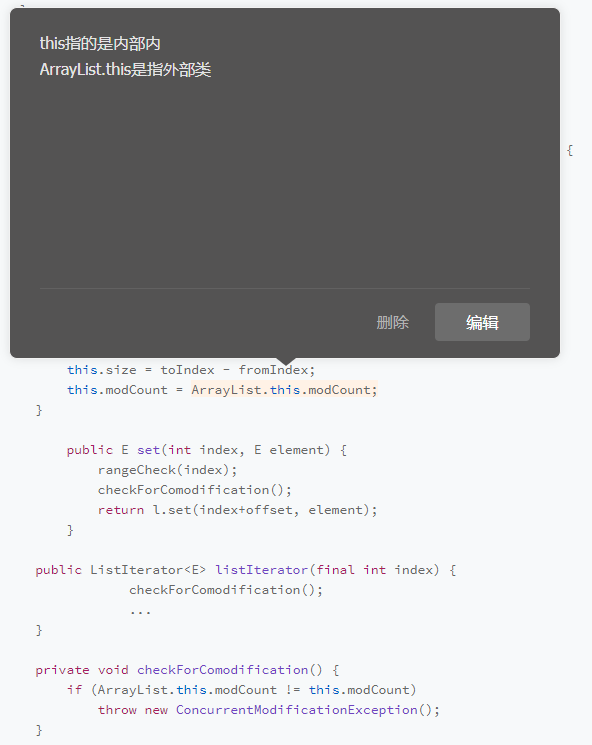 this指的是内部内
ArrayList.this是指外部类
{
删除
编辑
this.size = toIndex - fromIndex;
this.modCount = ArrayList.this.modCount;
}
public E set(int index, E element) {
rangeCheck(index);
checkForComodification();
return l.set(index+offset, element);
}
public ListIterator<E> listIterator(final int index) {
checkForComodification();
...
}
private void checkForComodification() {
if (ArrayList.this.modCount != this.modCount)
throw new ConcurrentModificationException();
}